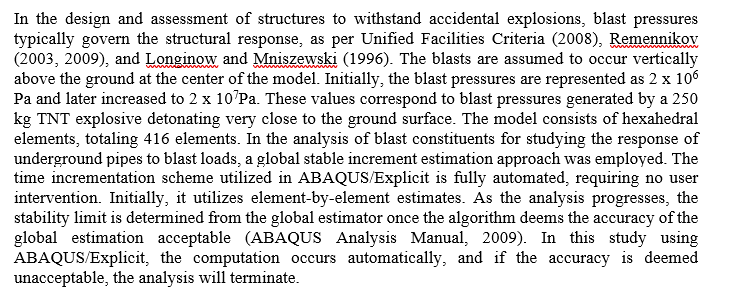 In the design and assessment of structures to withstand accidental explosions, blast pressures
typically govern the structural response, as per Unified Facilities Criteria (2008), Remennikov
(2003, 2009), and Longinow and Mniszewski (1996). The blasts are assumed to occur vertically
above the ground at the center of the model. Initially, the blast pressures are represented as 2 x 10⁶
Pa and later increased to 2 x 10⁷Pa. These values correspond to blast pressures generated by a 250
kg TNT explosive detonating very close to the ground surface. The model consists of hexahedral
elements, totaling 416 elements. In the analysis of blast constituents for studying the response of
underground pipes to blast loads, a global stable increment estimation approach was employed. The
time incrementation scheme utilized in ABAQUS/Explicit is fully automated, requiring no user
intervention. Initially, it utilizes element-by-element estimates. As the analysis progresses, the
stability limit is determined from the global estimator once the algorithm deems the accuracy of the
global estimation acceptable (ABAQUS Analysis Manual, 2009). In this study using
ABAQUS/Explicit, the computation occurs automatically, and if the accuracy is deemed
unacceptable, the analysis will terminate.